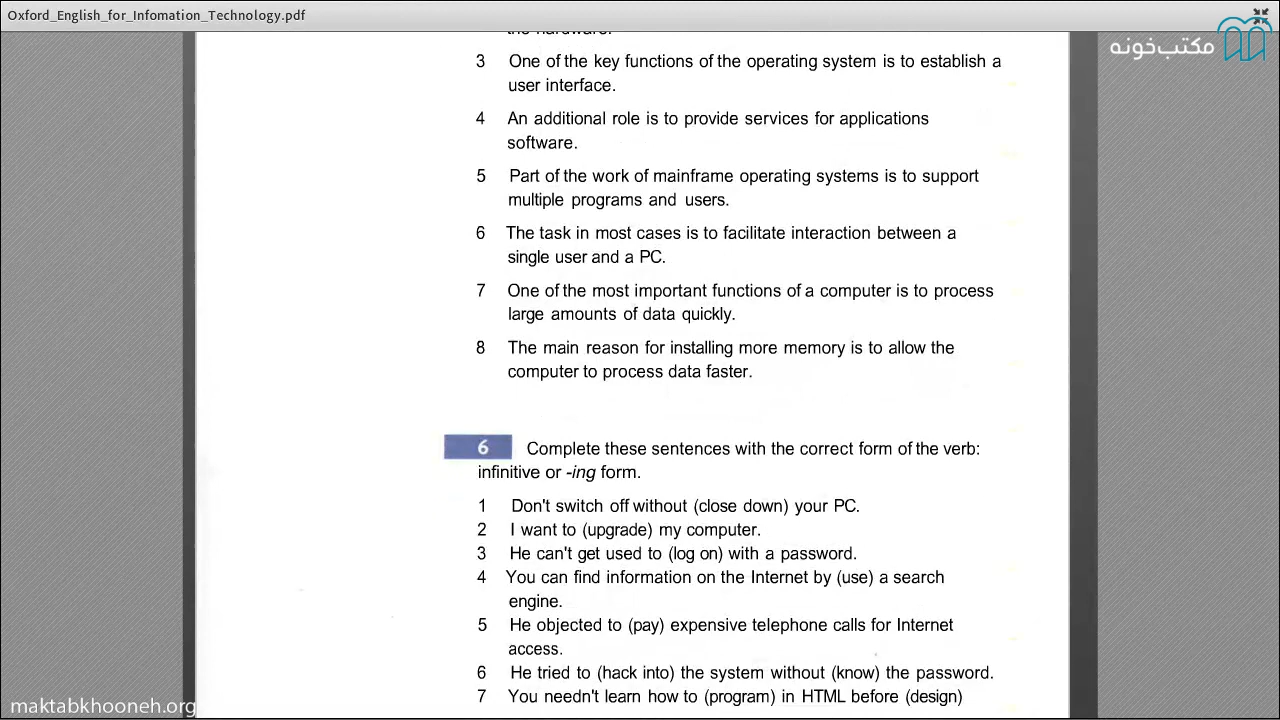 Oxford_English_for_Infomation_Technology.pdf
مکتب‌خونه
the hardware.
3 One of the key functions of the operating system is to establish a
user interface.
4 An additional role is to provide services for applications
software.
5 Part of the work of mainframe operating systems is to support
multiple programs and users.
6 The task in most cases is to facilitate interaction between a
single user and a PC.
7 One of the most important functions of a computer is to process
large amounts of data quickly.
8 The main reason for installing more memory is to allow the
computer to process data faster.
6 Complete these sentences with the correct form of the verb:
infinitive or -ing form.
1 Don't switch off without (close down) your PC.
2 I want to (upgrade) my computer.
3 He can't get used to (log on) with a password.
4 You can find information on the Internet by (use) a search
engine.
5 He objected to (pay) expensive telephone calls for Internet
access.
6 He tried to (hack into) the system without (know) the password.
7 You needn't learn how to (program) in HTML before (design)
maktabkhooneh.org